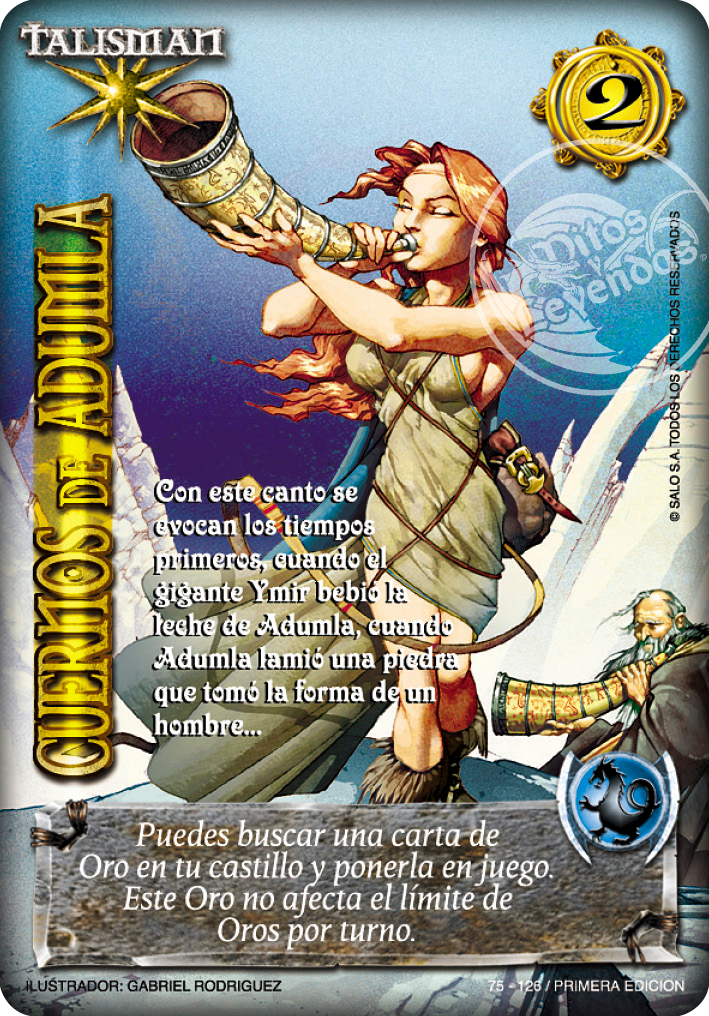 TALISMAN
2
CUERNOS DE ADUMLA
Mitos
y
Leyendas
®
© SALO S.A. TODOS LOS DERECHOS RESERVADOS
Con este canto se
evocan los tiempos
primeros, cuando el
gigante Ymir bebió la
leche de Adumla, cuando
Adumla lamió una piedra
que tomó la forma de un
hombre...
Puedes buscar una carta de
Oro en tu castillo y ponerla en juego.
Este Oro no afecta el límite de
Oros por turno.
ILUSTRADOR: GABRIEL RODRIGUEZ
75 - 126 / PRIMERA EDICION